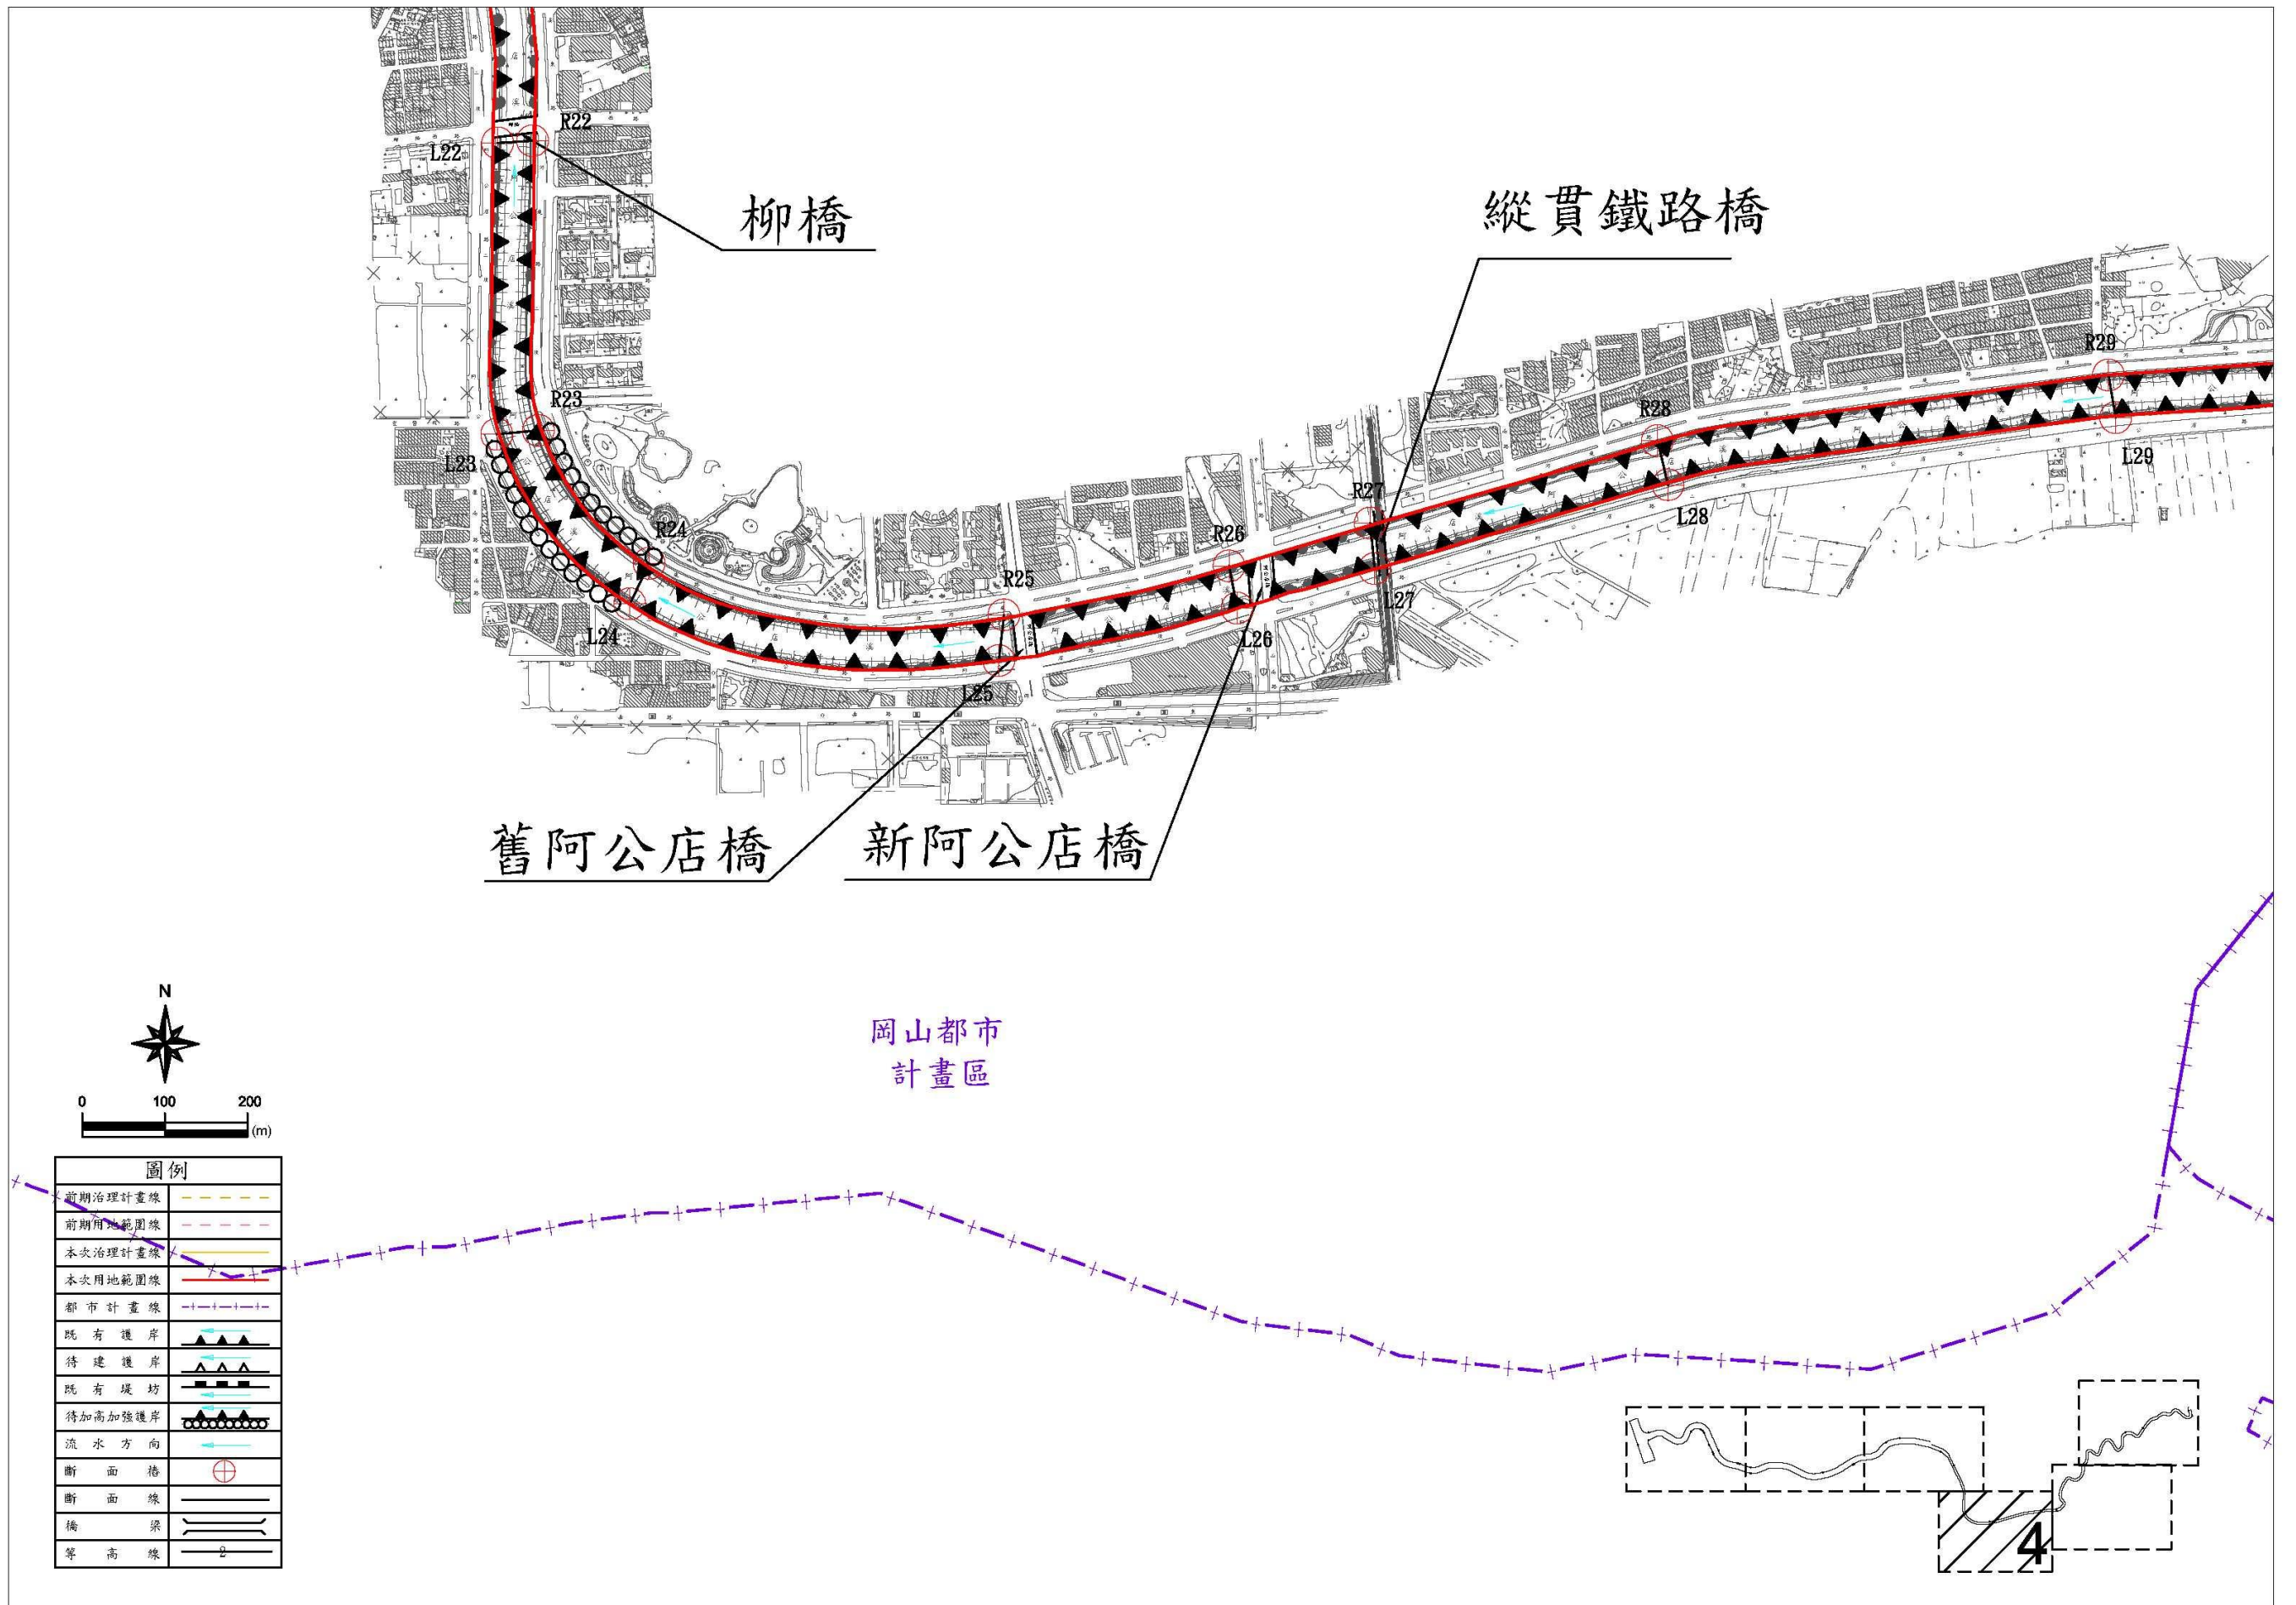 R22
L22
柳橋
縱貫鐵路橋
R29
R23
R28
L23
L29
R27
R24
L28
R26
R25
L27
L24
L26
L25
舊阿公店橋
新阿公店橋
N
岡山都市
計畫區
0 100 200
(m)
圖例
前期治理計畫線
前期用地範圍線
本次治理計畫線
本次用地範圍線
都市計畫線
既有護岸
待建護岸
既有堤坊
待加高加強護岸
流水方向
斷面樁
斷面線
橋梁
等高線 2
4